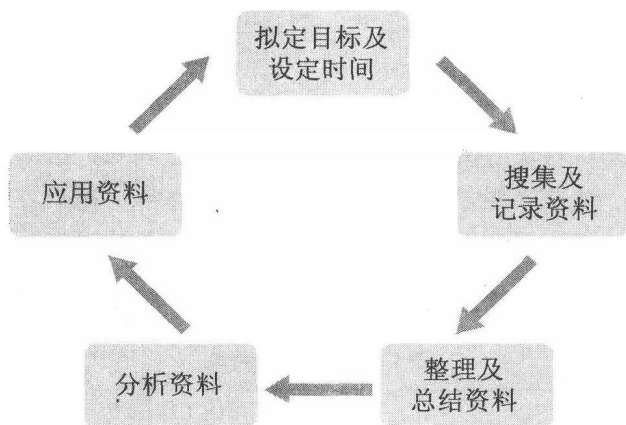 拟定目标及
设定时间
搜集及
记录资料
整理及
总结资料
分析资料
应用资料